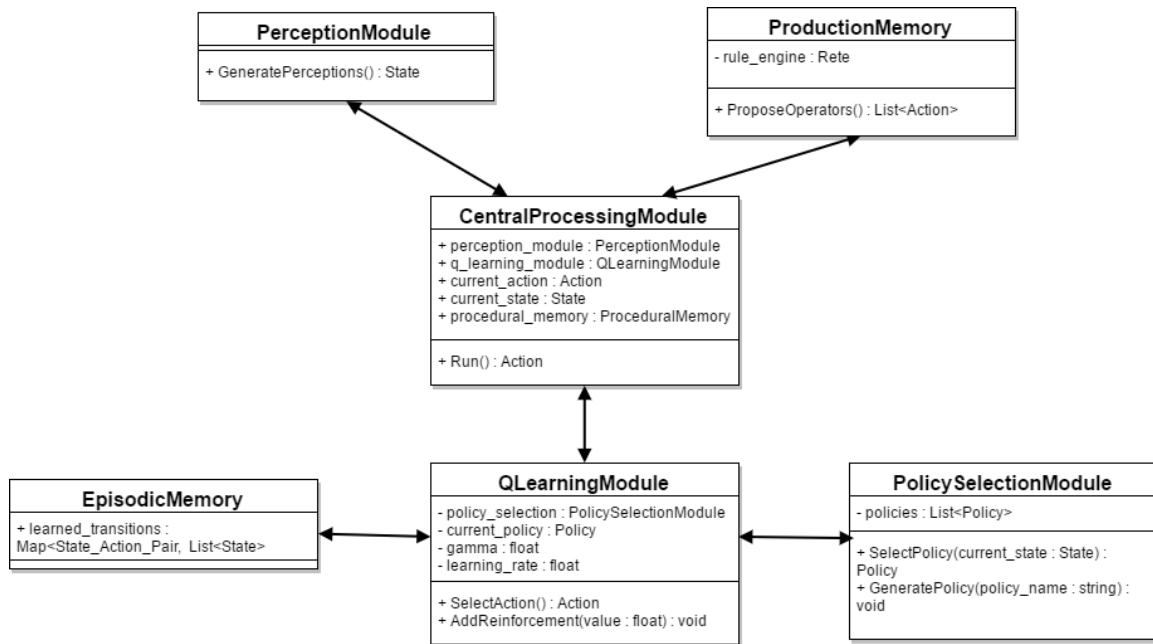 PerceptionModule
+ GeneratePerceptions() : State
ProductionMemory
- rule_engine : Rete
+ ProposeOperators() : List<Action>
CentralProcessingModule
+ perception_module : PerceptionModule
+ q_learning_module : QLearningModule
+ current_action : Action
+ current_state : State
+ procedural_memory : ProceduralMemory
+ Run() : Action
EpisodicMemory
+ learned_transitions :
Map<State_Action_Pair, List<State>
QLearningModule
- policy_selection : PolicySelectionModule
- current_policy : Policy
- gamma : float
- learning_rate : float
+ SelectAction() : Action
+ AddReinforcement(value : float) : void
PolicySelectionModule
- policies : List<Policy>
+ SelectPolicy(current_state : State) :
Policy
+ GeneratePolicy(policy_name : string) :
void